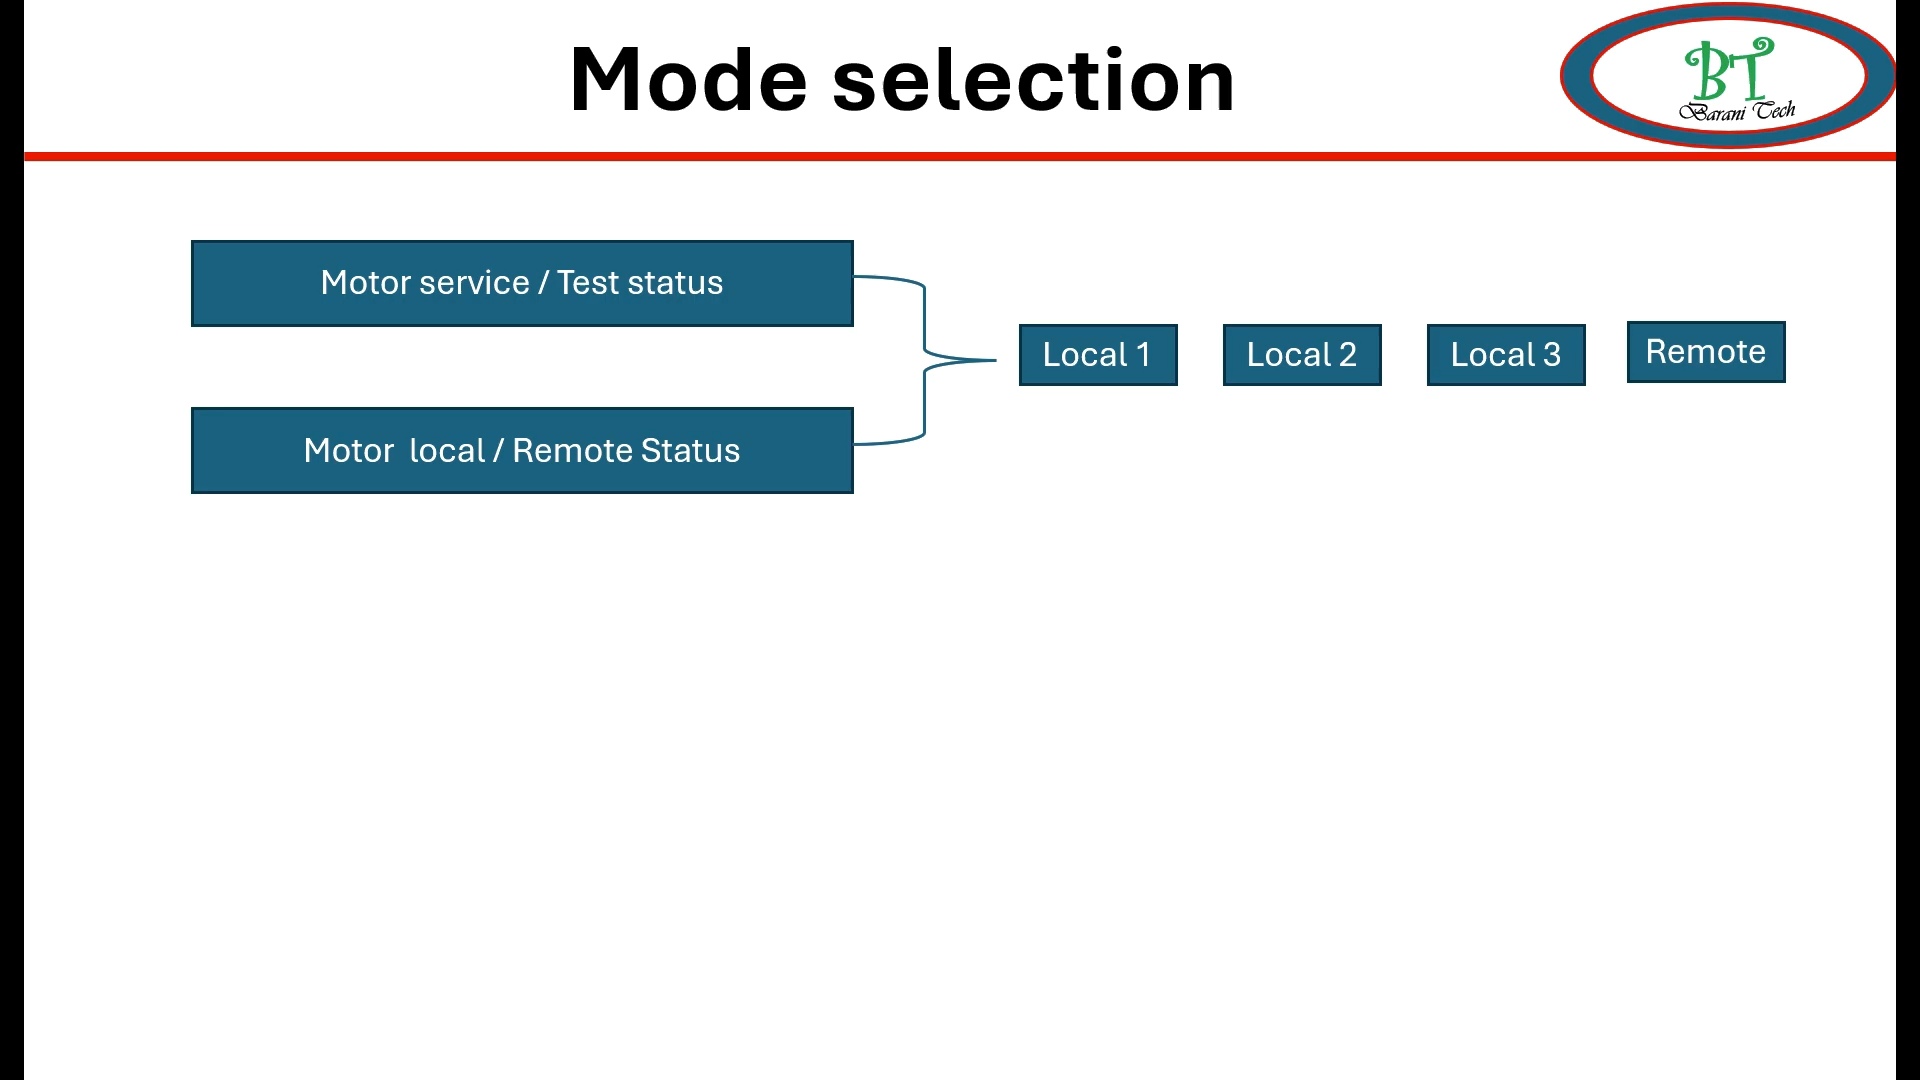 Mode selection
BT
Barani Tech
Motor service / Test status
Local 1
Local 2
Local 3
Remote
Motor  local / Remote Status